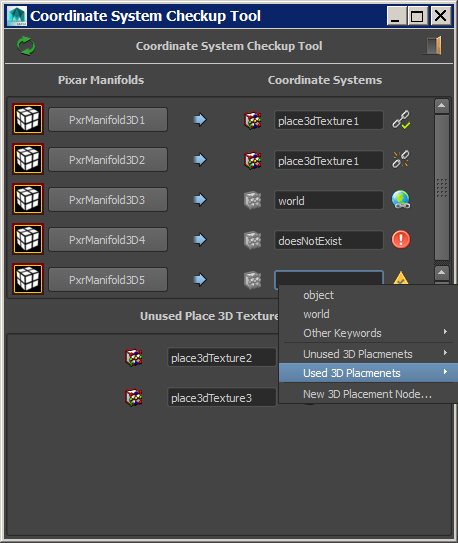 Coordinate System Checkup Tool
Coordinate System Checkup Tool
Pixar Manifolds Coordinate Systems
PxrManifold3D1 place3dTexture1
PxrManifold3D2 place3dTexture1
PxrManifold3D3 world
PxrManifold3D4 doesNotExist
PxrManifold3D5
object
world
Other Keywords
Unused 3D Placmenets
Used 3D Placmenets
New 3D Placement Node...
Unused Place 3D Texture
place3dTexture2
place3dTexture3